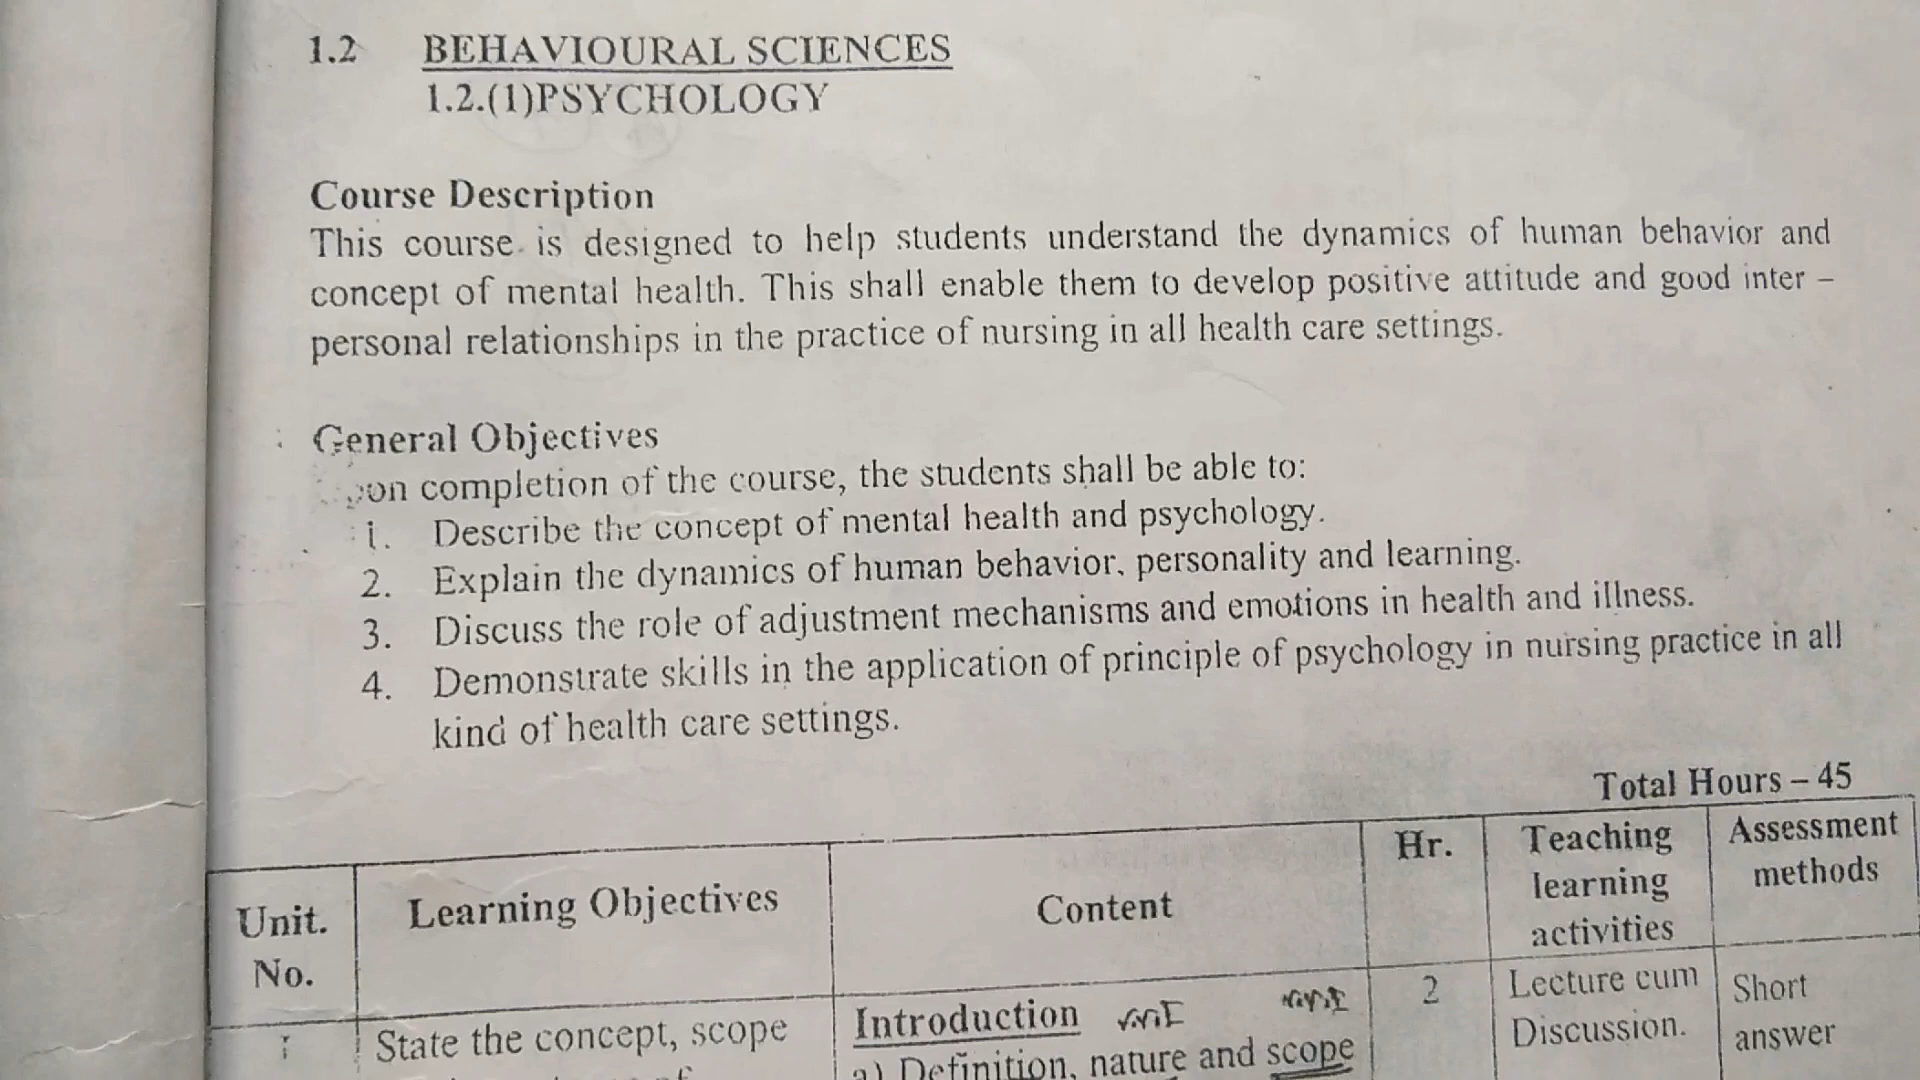 1.2 BEHAVIOURAL SCIENCES
1.2.(1)PSYCHOLOGY
Course Description
This course is designed to help students understand the dynamics of human behavior and
concept of mental health. This shall enable them to develop positive attitude and good inter –
personal relationships in the practice of nursing in all health care settings.
General Objectives
completion of the course, the students shall be able to:
1. Describe the concept of mental health and psychology.
2. Explain the dynamics of human behavior, personality and learning.
3. Discuss the role of adjustment mechanisms and emotions in health and illness.
4. Demonstrate skills in the application of principle of psychology in nursing practice in all
kind of health care settings.
Total Hours – 45
Unit. No.
Learning Objectives
Content
Hr.
Teaching learning activities
Assessment methods
I
State the concept, scope
Introduction
a) Definition, nature and scope
2
Lecture cum
Discussion.
Short
answer